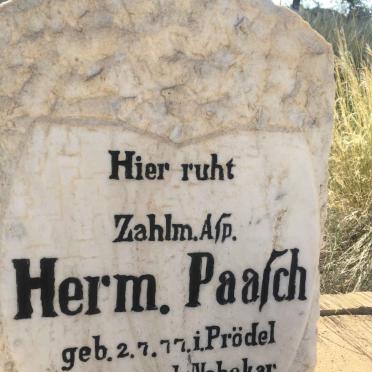 Hier ruht
Zahlm.Aſp.
Herm. Paaſch
geb.2.7.77.i.Prödel